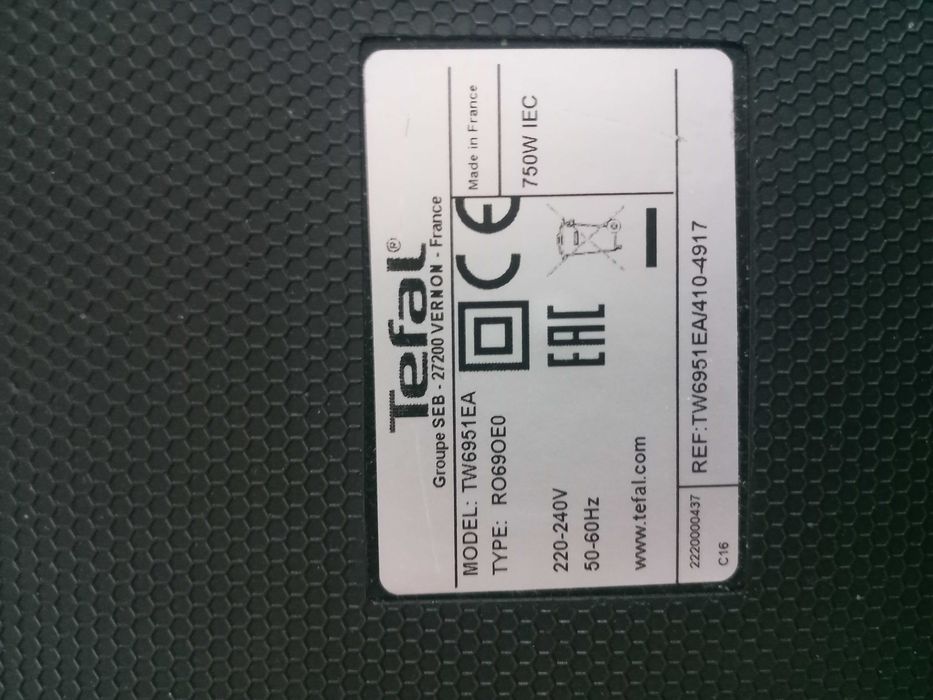 Tefal®
Groupe SEB - 27200 VERNON - France
MODEL: TW6951EA
TYPE: RO69OE0
Made in France
220-240V
50-60Hz
CE
EAC
750W IEC
www.tefal.com
2220000437
C16
REF:TW6951EA/410-4917